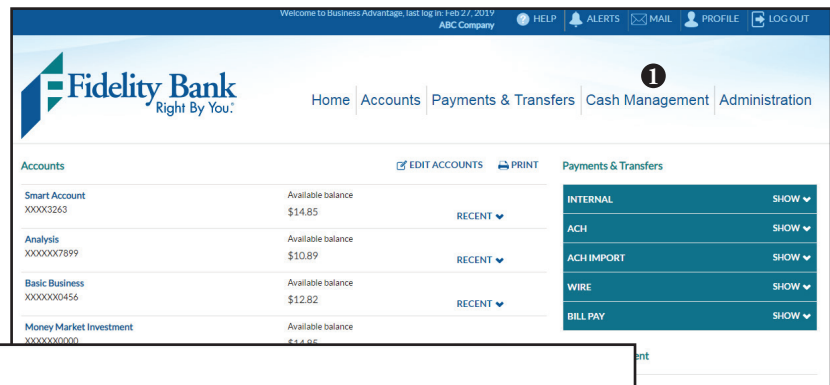 Welcome to Business Advantage, last log in: Feb 27, 2019
ABC Company
HELP ALERTS MAIL PROFILE LOG OUT
1
Fidelity Bank
Right By You.
Home Accounts Payments & Transfers Cash Management Administration
Accounts EDIT ACCOUNTS PRINT
Smart Account Available balance
XXXX3263 $14.85 RECENT
Analysis Available balance
XXXXXX7899 $10.89 RECENT
Basic Business Available balance
XXXXXX0456 $12.82 RECENT
Money Market Investment Available balance
XXXXXX0000 $14.85
Payments & Transfers
INTERNAL SHOW
ACH SHOW
ACH IMPORT SHOW
WIRE SHOW
BILL PAY SHOW
ent